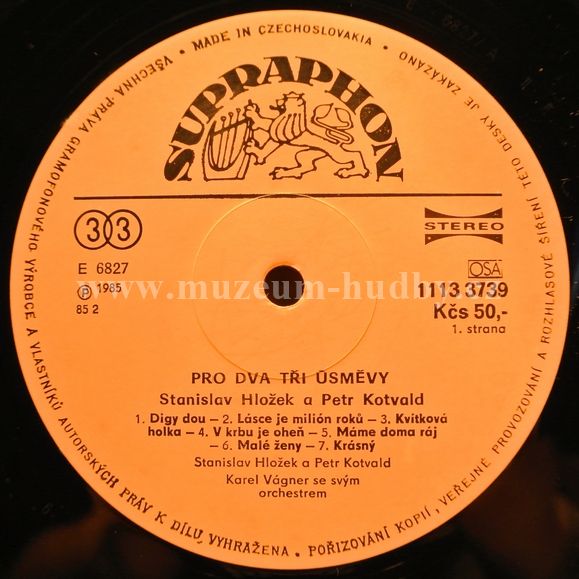 VŠECHNA PRÁVA GRAMOFONOVÉHO VÝROBCE A VLASTNÍKŮ AUTORSKÝCH PRÁV K DÍLU VYHRAŽENA. POŘIZOVÁNÍ KOPIÍ, VEŘEJNÉ PROVOZOVÁNÍ A ROZHLASOVÉ ŠÍŘENÍ TÉTO DESKY JE ZAKÁZÁNO
• MADE IN CZECHOSLOVAKIA •
SUPRAPHON
33
STEREO
E 6827
Ⓟ 1985
85 2
OSA
1113 3739
Kčs 50,-
1. strana
www.muzeum-hudby
PRO DVA TŘI ÚSMĚVY
Stanislav Hložek a Petr Kotvald
1. Digy dou – 2. Lásce je milión roků – 3. Kvítková
holka – 4. V krbu je oheň – 5. Máme doma ráj
– 6. Malé ženy – 7. Krásný
Stanislav Hložek a Petr Kotvald
Karel Vágner se svým
orchestrem